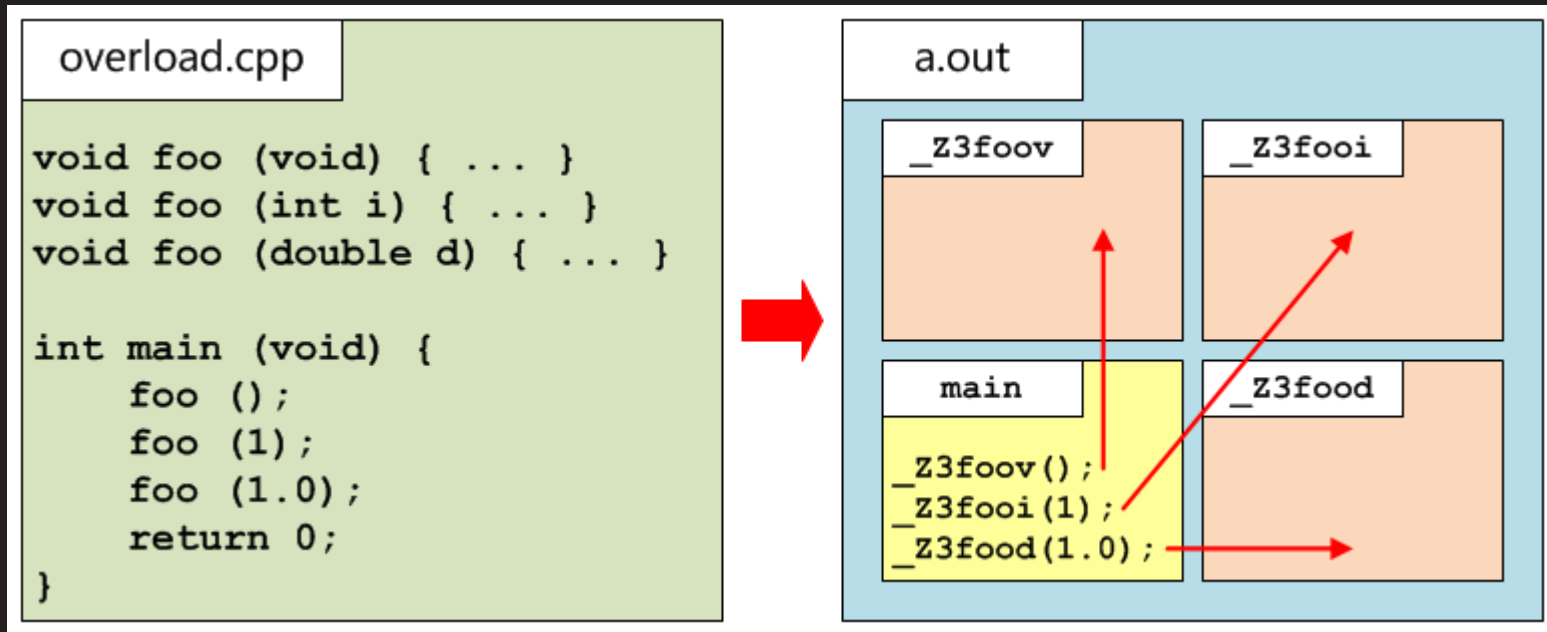 overload.cpp
void foo (void) { ... }
void foo (int i) { ... }
void foo (double d) { ... }
int main (void) {
    foo ();
    foo (1);
    foo (1.0);
    return 0;
}
a.out
_Z3foov
_Z3fooi
main
_Z3foov();
_Z3fooi(1);
_Z3food(1.0);
_Z3food